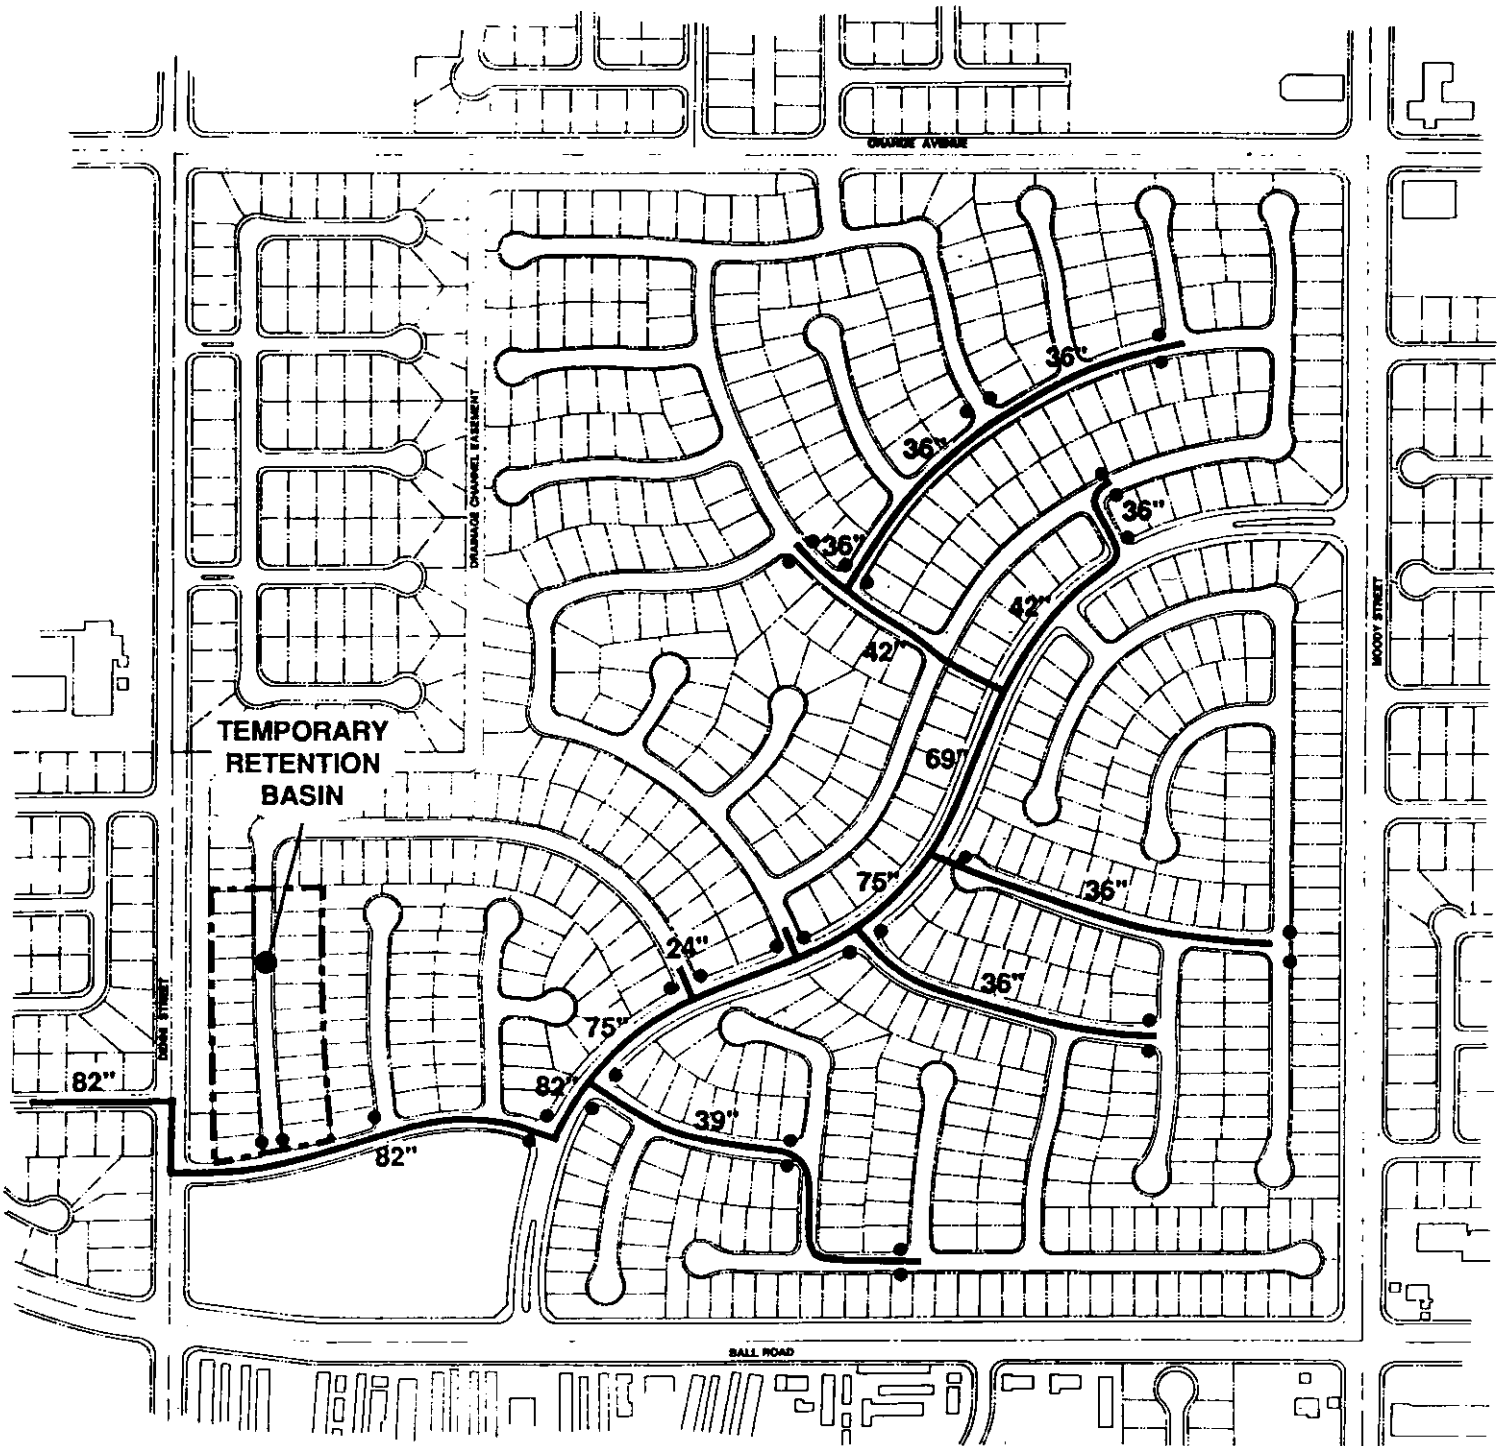 ORANGE AVENUE
36"
DRAINAGE CHANNEL EASEMENT
36"
36"
36"
42"
MOODY STREET
42"
TEMPORARY
RETENTION
BASIN
69"
75"
36"
24"
36"
75"
STREET
82"
82"
39"
82"
BALL ROAD